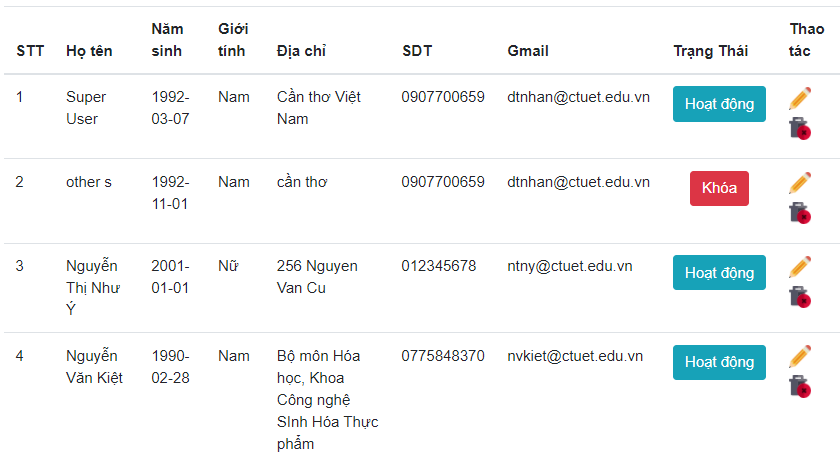 STT Họ tên Năm sinh Giới tính Địa chỉ SDT Gmail Trạng Thái Thao tác
1 Super User 1992-03-07 Nam Cần thơ Việt Nam 0907700659 dtnhan@ctuet.edu.vn Hoạt động
2 other s 1992-11-01 Nam cần thơ 0907700659 dtnhan@ctuet.edu.vn Khóa
3 Nguyễn Thị Như Ý 2001-01-01 Nữ 256 Nguyen Van Cu 012345678 ntny@ctuet.edu.vn Hoạt động
4 Nguyễn Văn Kiệt 1990-02-28 Nam Bộ môn Hóa học, Khoa Công nghệ SInh Hóa Thực phẩm 0775848370 nvkiet@ctuet.edu.vn Hoạt động